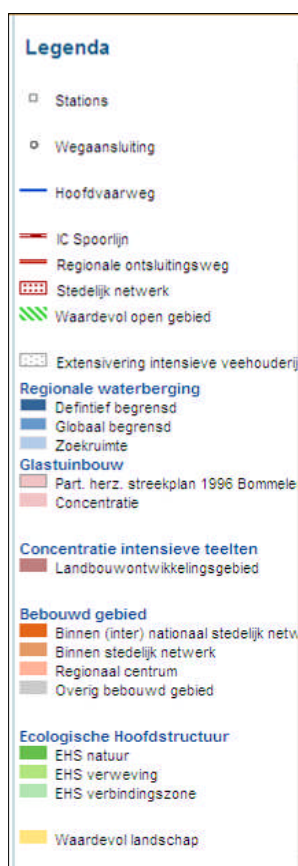 Legenda
Stations
Wegaansluiting
Hoofdvaarweg
IC Spoorlijn
Regionale ontsluitingsweg
Stedelijk netwerk
Waardevol open gebied
Extensivering intensieve veehouderij
Regionale waterberging
Defintief begrensd
Globaal begrensd
Zoekruimte
Glastuinbouw
Part. herz. streekplan 1996 Bommele
Concentratie
Concentratie intensieve teelten
Landbouwontwikkelingsgebied
Bebouwd gebied
Binnen (inter) nationaal stedelijk netw
Binnen stedelijk netwerk
Regionaal centrum
Overig bebouwd gebied
Ecologische Hoofdstructuur
EHS natuur
EHS verweving
EHS verbindingszone
Waardevol landschap